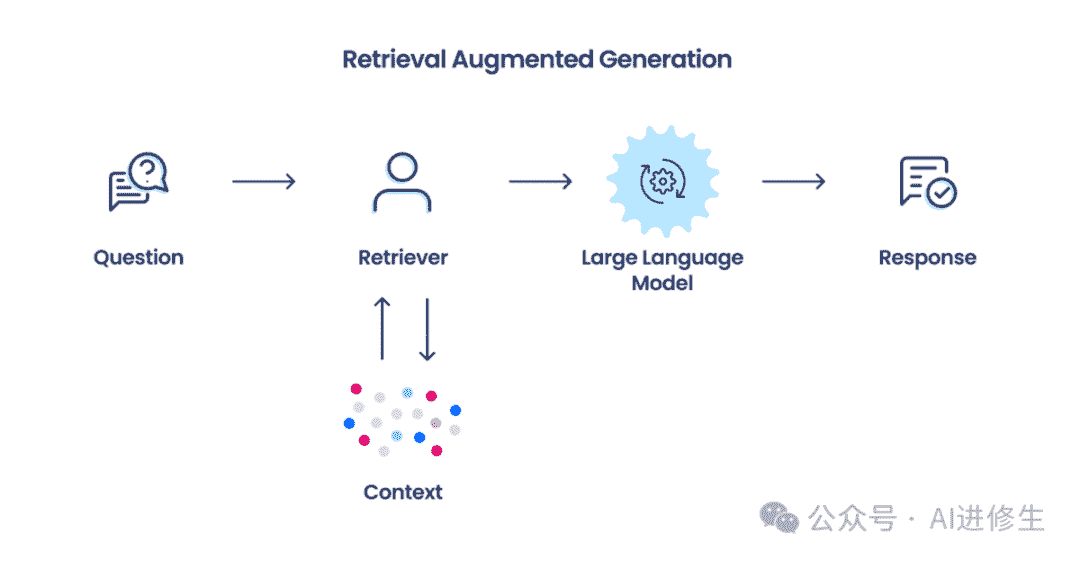 Retrieval Augmented Generation
Question
Retriever
Large Language
Model
Response
Context
公众号 · AI进修生